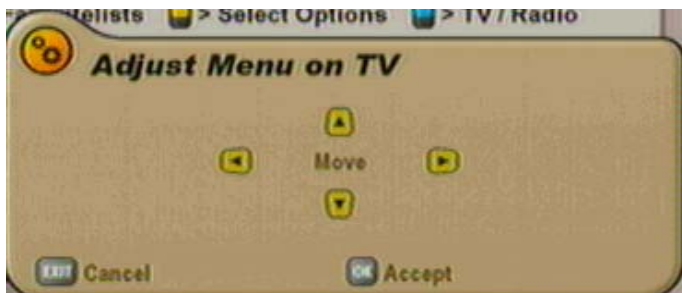 > Select Options > TV / Radio
Adjust Menu on TV
Move
EXIT Cancel OK Accept